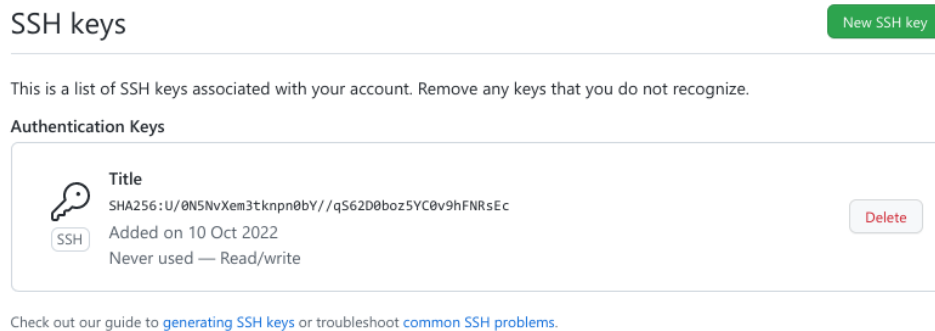 SSH keys
New SSH key
This is a list of SSH keys associated with your account. Remove any keys that you do not recognize.
Authentication Keys
Title
SHA256:U/0N5NvXem3tknpn0bY//qS62D0boz5YC0v9hFNRsEc
SSH
Added on 10 Oct 2022
Never used — Read/write
Delete
Check out our guide to generating SSH keys or troubleshoot common SSH problems.